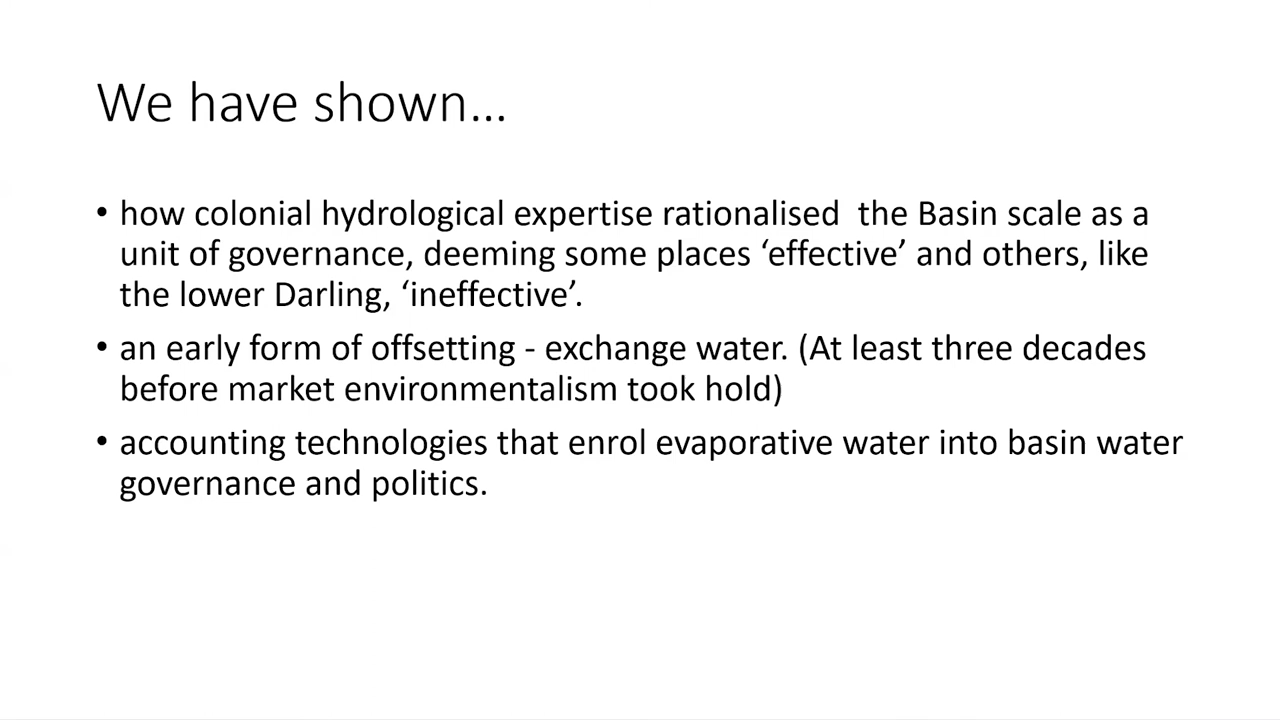 We have shown...
• how colonial hydrological expertise rationalised  the Basin scale as a
unit of governance, deeming some places ‘effective’ and others, like
the lower Darling, ‘ineffective’.
• an early form of offsetting - exchange water. (At least three decades
before market environmentalism took hold)
• accounting technologies that enrol evaporative water into basin water
governance and politics.